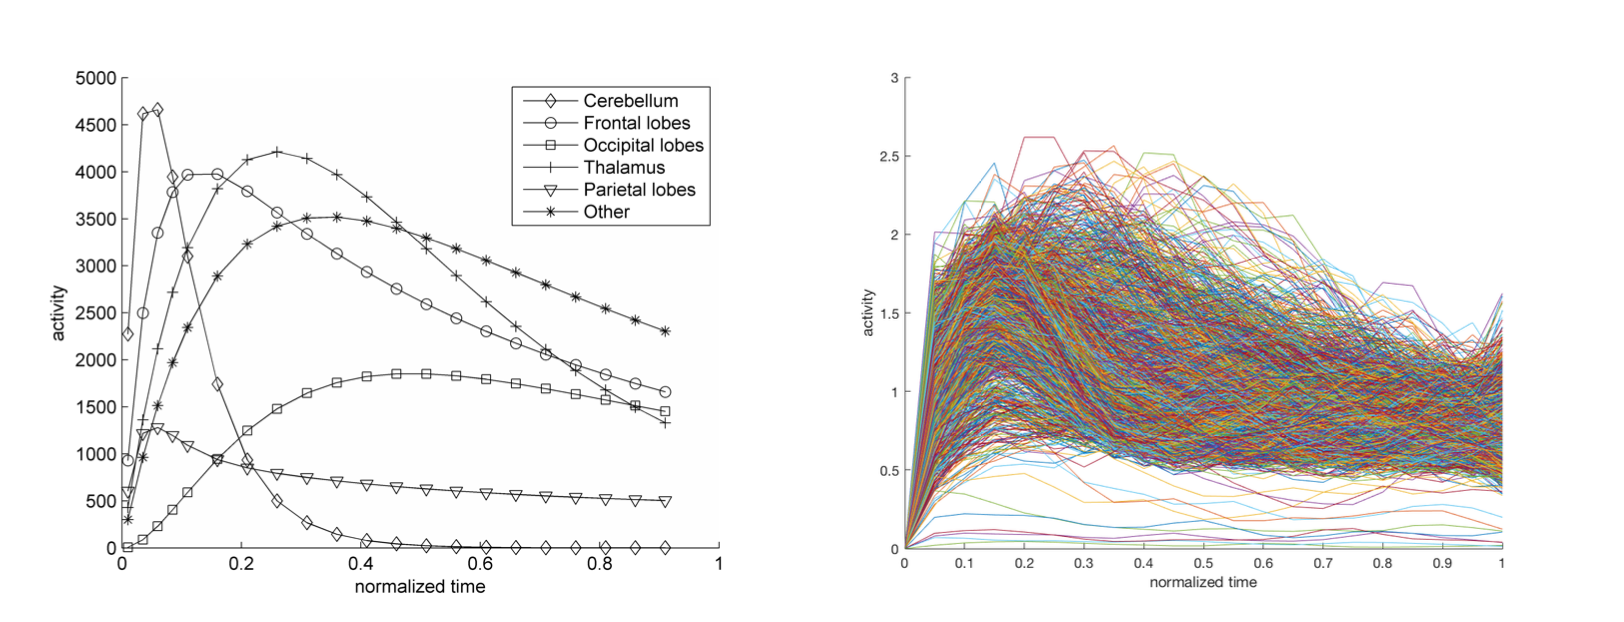 5000
4500
4000
3500
3000
2500
2000
1500
1000
500
0
activity
0 0.2 0.4 0.6 0.8 1
normalized time
Cerebellum
Frontal lobes
Occipital lobes
Thalamus
Parietal lobes
Other
3
2.5
2
1.5
1
0.5
0
activity
0 0.1 0.2 0.3 0.4 0.5 0.6 0.7 0.8 0.9 1
normalized time